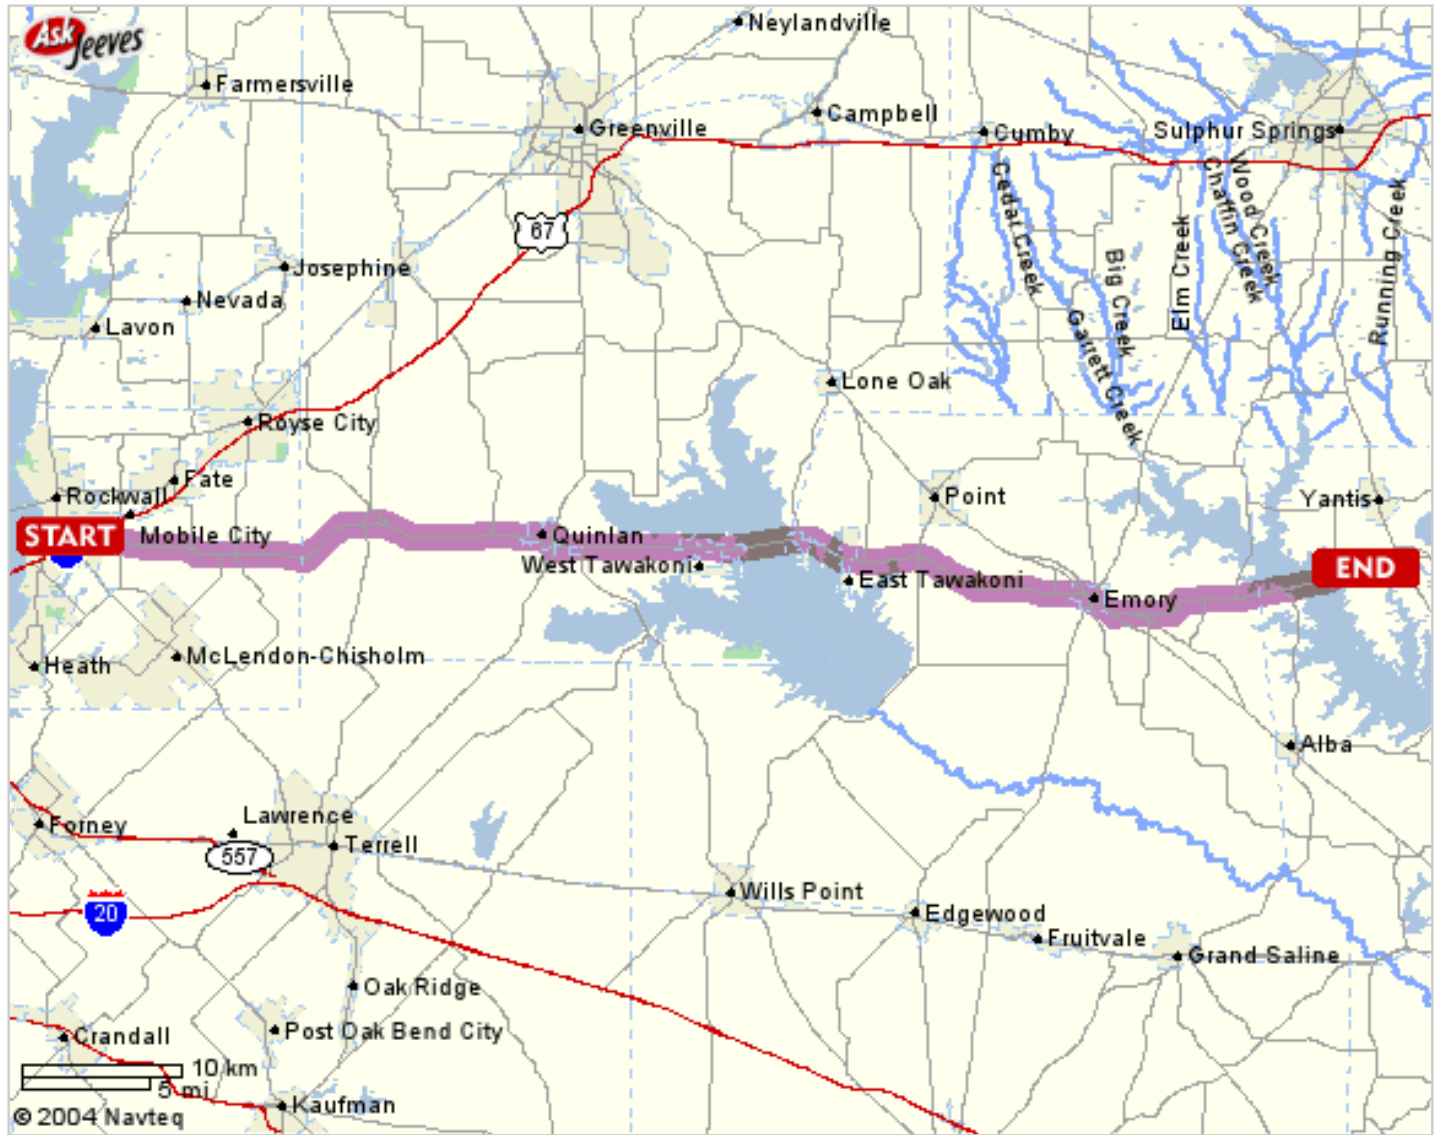 Ask
Jeeves
Neylandville
Farmersville
Campbell
Greenville
Cumby
Sulphur Springs
67
Cedar Creek
Big Creek
Garrett Creek
Elm Creek
Chaffin Creek
Wood Creek
Running Creek
Josephine
Nevada
Lavon
Lone Oak
Royse City
Fate
Rockwall
Point
Yantis
START
Mobile City
Quinlan
West Tawakoni
East Tawakoni
END
Emory
Heath
McLendon-Chisholm
Alba
Forney
Lawrence
557
Terrell
20
Wills Point
Edgewood
Fruitvale
Grand Saline
Oak Ridge
Post Oak Bend City
Crandall
10 km
5 mi
Kaufman
© 2004 Navteq